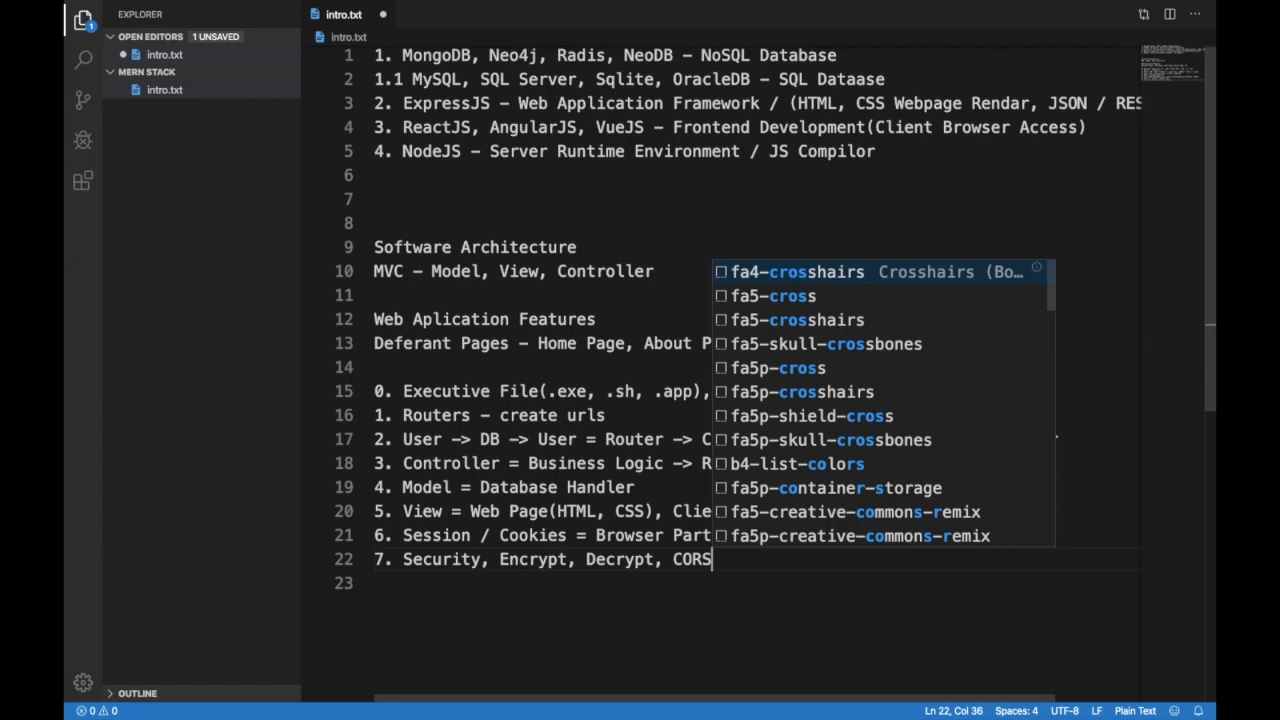 EXPLORER
OPEN EDITORS 1 UNSAVED
intro.txt
MERN STACK
intro.txt
OUTLINE
1
intro.txt
intro.txt
1 1. MongoDB, Neo4j, Radis, NeoDB - NoSQL Database
2 1.1 MySQL, SQL Server, Sqlite, OracleDB - SQL Dataase
3 2. ExpressJS - Web Application Framework / (HTML, CSS Webpage Rendar, JSON / RES
4 3. ReactJS, AngularJS, VueJS - Frontend Development(Client Browser Access)
5 4. NodeJS - Server Runtime Environment / JS Compilor
6
7
8
9 Software Architecture
10 MVC - Model, View, Controller
11
12 Web Aplication Features
13 Deferant Pages - Home Page, About P
14
15 0. Executive File(.exe, .sh, .app),
16 1. Routers - create urls
17 2. User -> DB -> User = Router -> C
18 3. Controller = Business Logic -> R
19 4. Model = Database Handler
20 5. View = Web Page(HTML, CSS), Clie
21 6. Session / Cookies = Browser Part
22 7. Security, Encrypt, Decrypt, CORS
23
fa4-crosshairs Crosshairs (Bo...
fa5-cross
fa5-crosshairs
fa5-skull-crossbones
fa5p-cross
fa5p-crosshairs
fa5p-shield-cross
fa5p-skull-crossbones
b4-list-colors
fa5p-container-storage
fa5-creative-commons-remix
fa5p-creative-commons-remix
0 0 Ln 22, Col 36 Spaces: 4 UTF-8 LF Plain Text